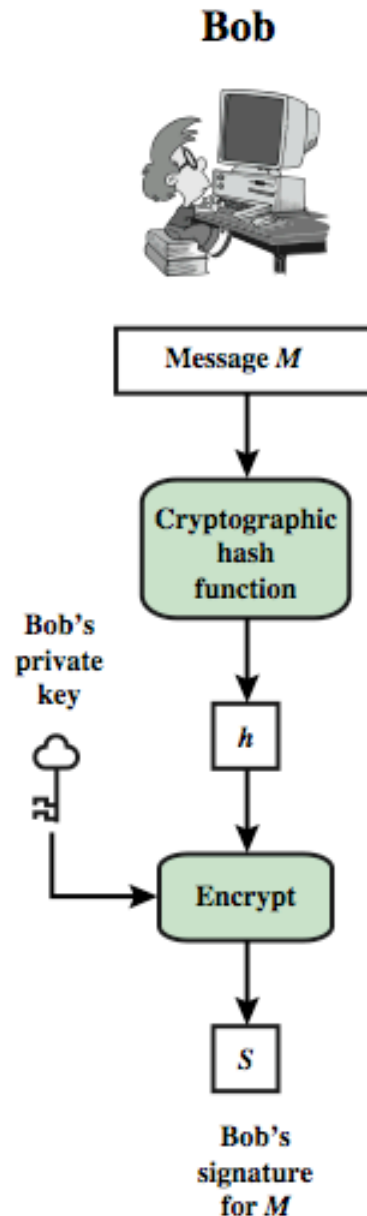 Bob
Message M
Cryptographic
hash
function
Bob's
private
key
h
Encrypt
S
Bob's
signature
for M